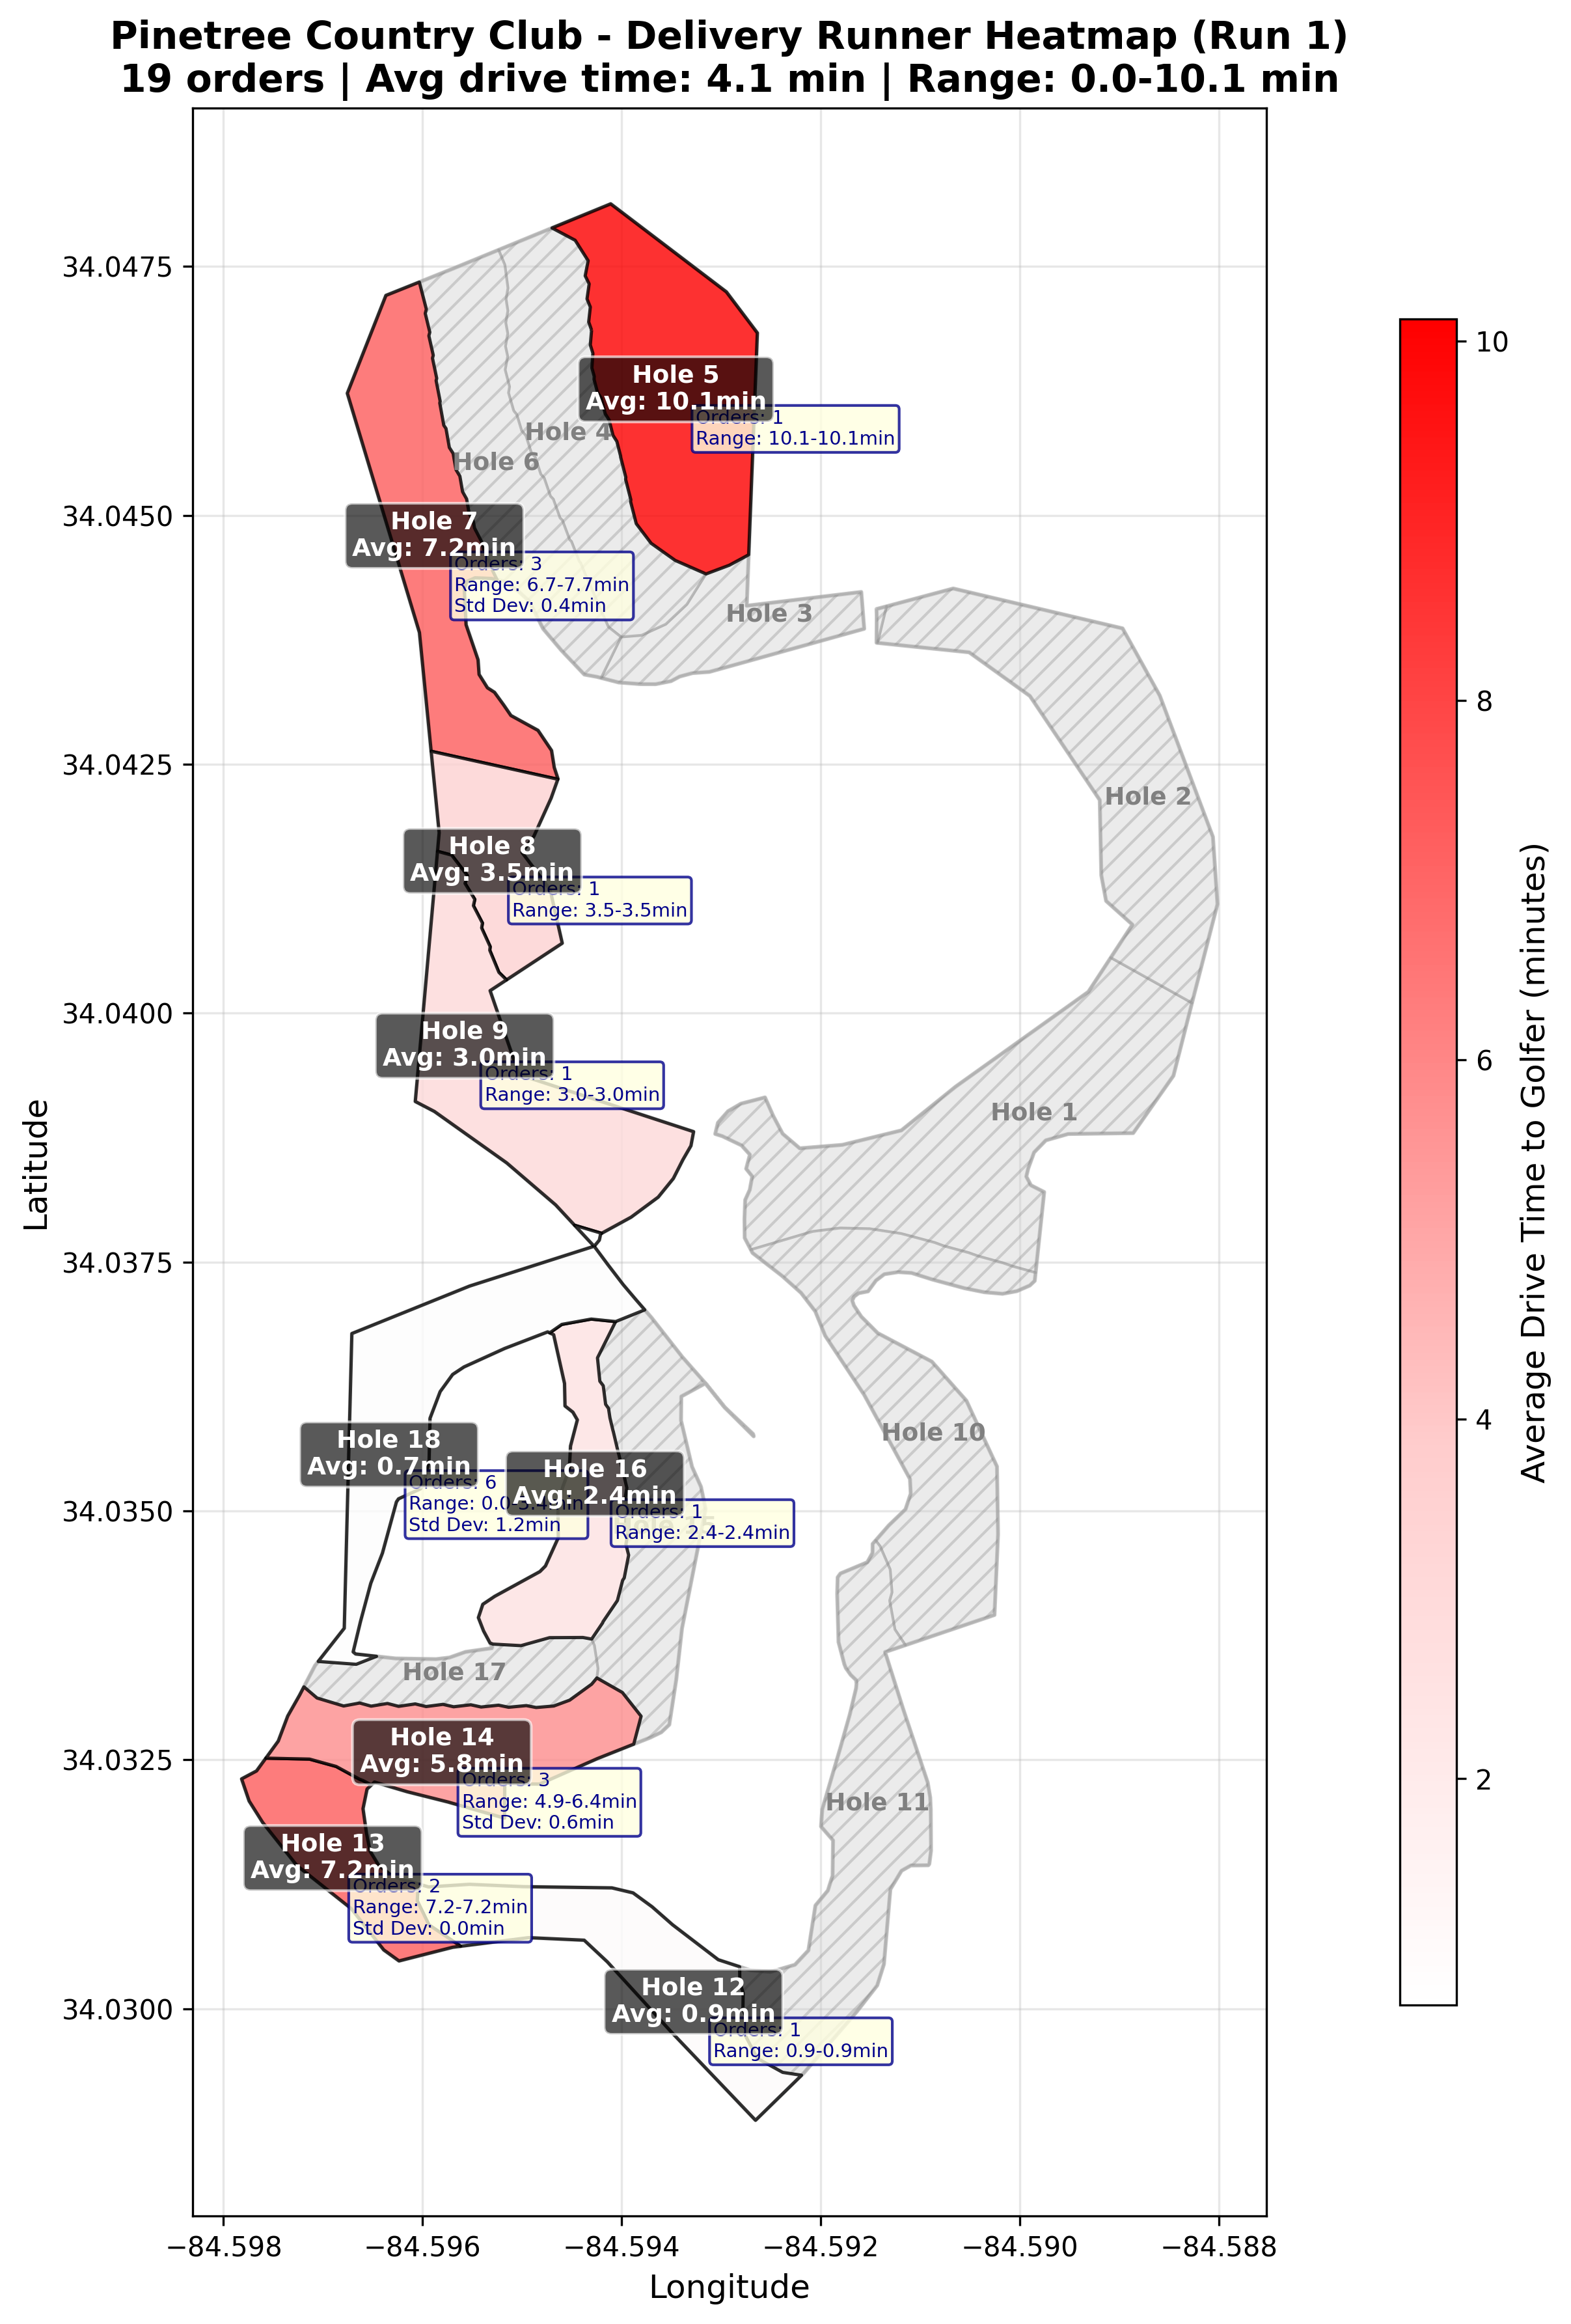 Pinetree Country Club - Delivery Runner Heatmap (Run 1)
19 orders | Avg drive time: 4.1 min | Range: 0.0-10.1 min
34.0475
34.0450
34.0425
34.0400
34.0375
34.0350
34.0325
34.0300
Latitude
−84.598
−84.596
−84.594
−84.592
−84.590
−84.588
Longitude
Hole 5
Avg: 10.1min
Orders: 1
Range: 10.1-10.1min
Hole 4
Hole 6
Hole 7
Avg: 7.2min
Orders: 3
Range: 6.7-7.7min
Std Dev: 0.4min
Hole 3
Hole 2
Hole 8
Avg: 3.5min
Orders: 1
Range: 3.5-3.5min
Hole 9
Avg: 3.0min
Orders: 1
Range: 3.0-3.0min
Hole 1
Hole 10
Hole 18
Avg: 0.7min
Orders: 6
Range: 0.0-3.4min
Std Dev: 1.2min
Hole 16
Avg: 2.4min
Orders: 1
Range: 2.4-2.4min
Hole 17
Hole 14
Avg: 5.8min
Orders: 3
Range: 4.9-6.4min
Std Dev: 0.6min
Hole 11
Hole 13
Avg: 7.2min
Orders: 2
Range: 7.2-7.2min
Std Dev: 0.0min
Hole 12
Avg: 0.9min
Orders: 1
Range: 0.9-0.9min
10
8
6
4
2
Average Drive Time to Golfer (minutes)